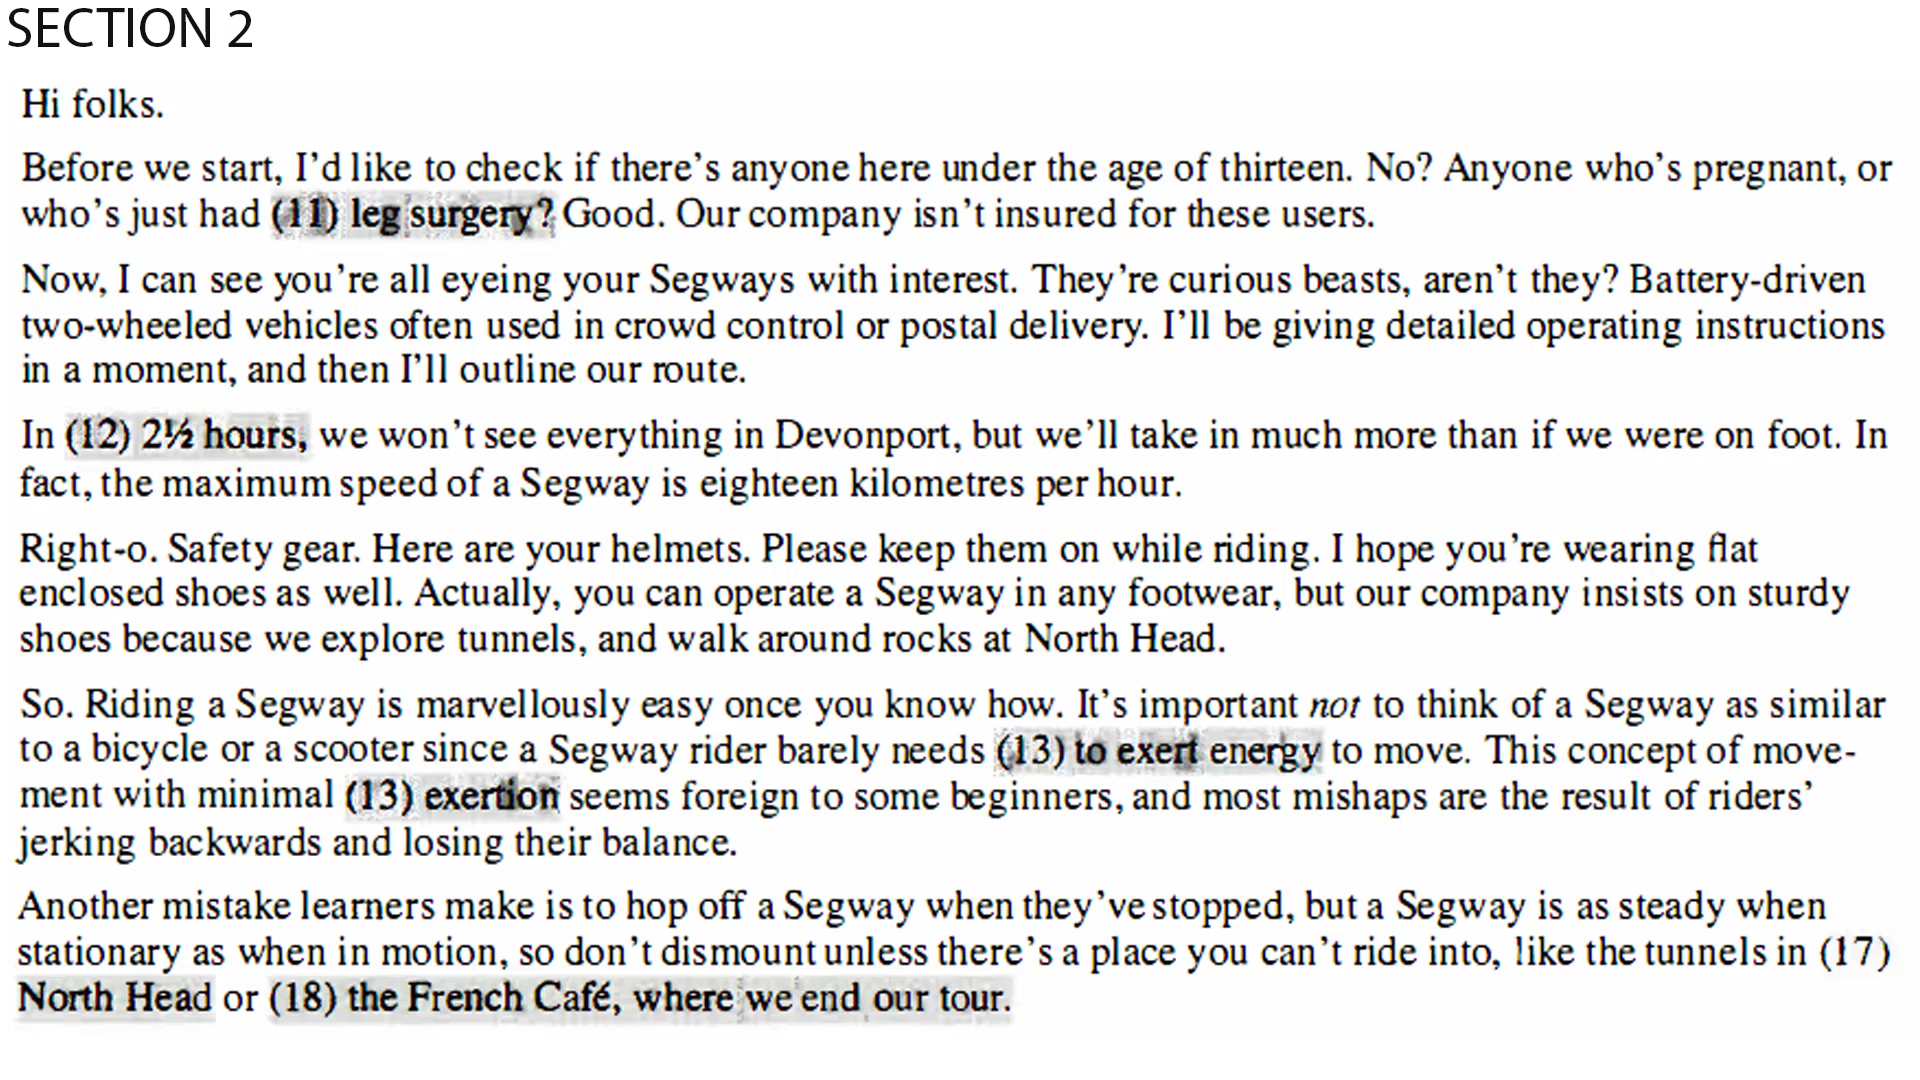 SECTION 2
Hi folks.
Before we start, I'd like to check if there's anyone here under the age of thirteen. No? Anyone who's pregnant, or
who's just had (11) leg surgery? Good. Our company isn't insured for these users.
Now, I can see you're all eyeing your Segways with interest. They're curious beasts, aren't they? Battery-driven
two-wheeled vehicles often used in crowd control or postal delivery. I'll be giving detailed operating instructions
in a moment, and then I'll outline our route.
In (12) 2½ hours, we won't see everything in Devonport, but we'll take in much more than if we were on foot. In
fact, the maximum speed of a Segway is eighteen kilometres per hour.
Right-o. Safety gear. Here are your helmets. Please keep them on while riding. I hope you're wearing flat
enclosed shoes as well. Actually, you can operate a Segway in any footwear, but our company insists on sturdy
shoes because we explore tunnels, and walk around rocks at North Head.
So. Riding a Segway is marvellously easy once you know how. It's important not to think of a Segway as similar
to a bicycle or a scooter since a Segway rider barely needs (13) to exert energy to move. This concept of move-
ment with minimal (13) exertion seems foreign to some beginners, and most mishaps are the result of riders'
jerking backwards and losing their balance.
Another mistake learners make is to hop off a Segway when they've stopped, but a Segway is as steady when
stationary as when in motion, so don't dismount unless there's a place you can't ride into, like the tunnels in (17)
North Head or (18) the French Café, where we end our tour.